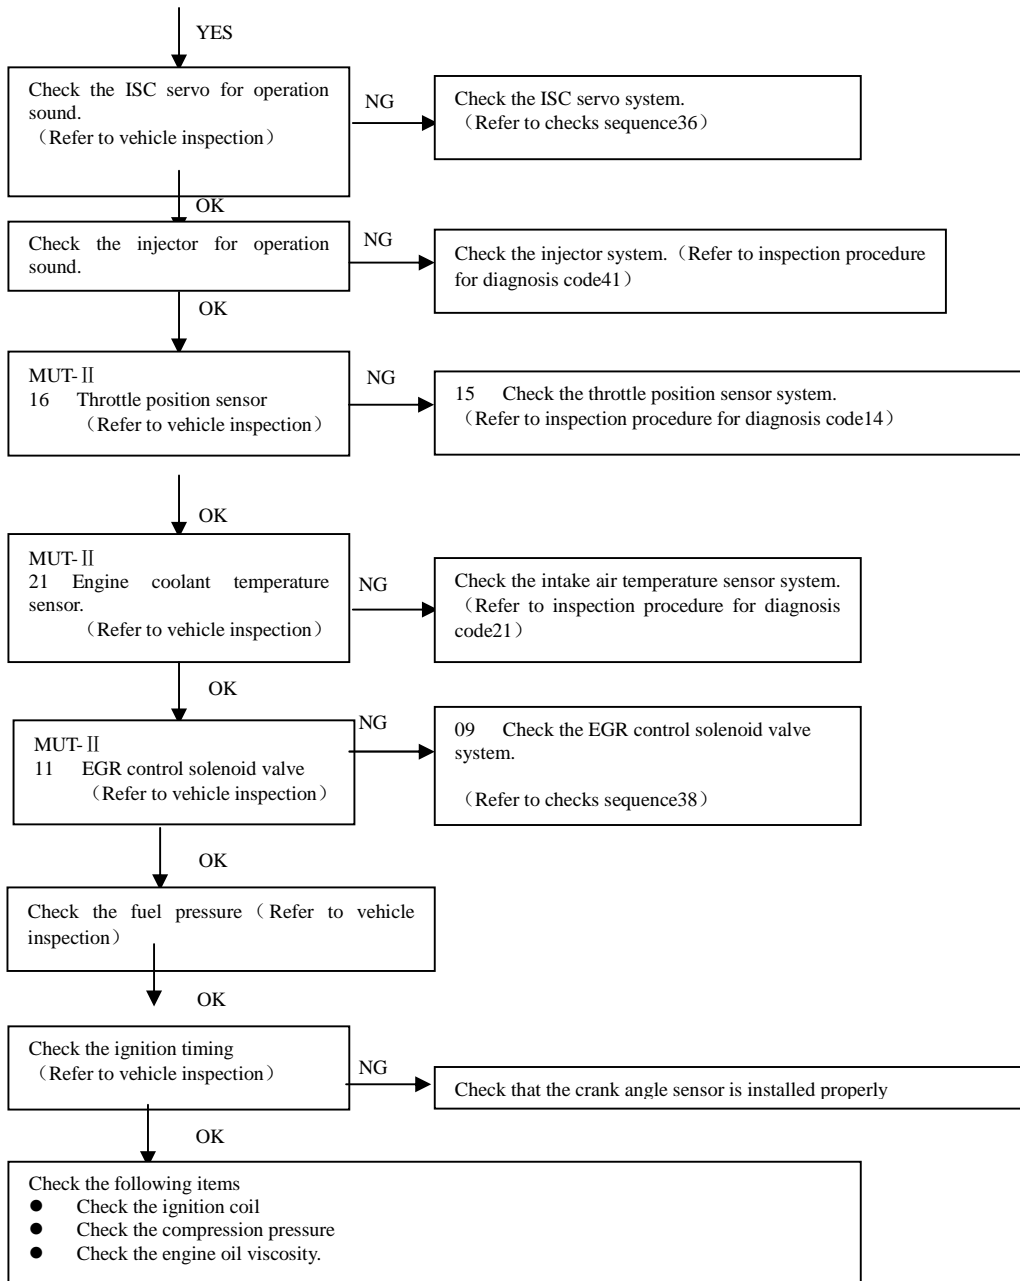 YES
Check the ISC servo for operation
sound.
（Refer to vehicle inspection）
NG
Check the ISC servo system.
（Refer to checks sequence36）
OK
Check the injector for operation
sound.
NG
Check the injector system.（Refer to inspection procedure
for diagnosis code41）
OK
MUT-Ⅱ
16 Throttle position sensor
（Refer to vehicle inspection）
NG
15 Check the throttle position sensor system.
（Refer to inspection procedure for diagnosis code14）
OK
MUT-Ⅱ
21 Engine coolant temperature
sensor.
（Refer to vehicle inspection）
NG
Check the intake air temperature sensor system.
（Refer to inspection procedure for diagnosis
code21）
OK
MUT-Ⅱ
11 EGR control solenoid valve
（Refer to vehicle inspection）
NG
09 Check the EGR control solenoid valve
system.
（Refer to checks sequence38）
OK
Check the fuel pressure（Refer to vehicle
inspection）
OK
Check the ignition timing
（Refer to vehicle inspection）
NG
Check that the crank angle sensor is installed properly
OK
Check the following items
● Check the ignition coil
● Check the compression pressure
● Check the engine oil viscosity.